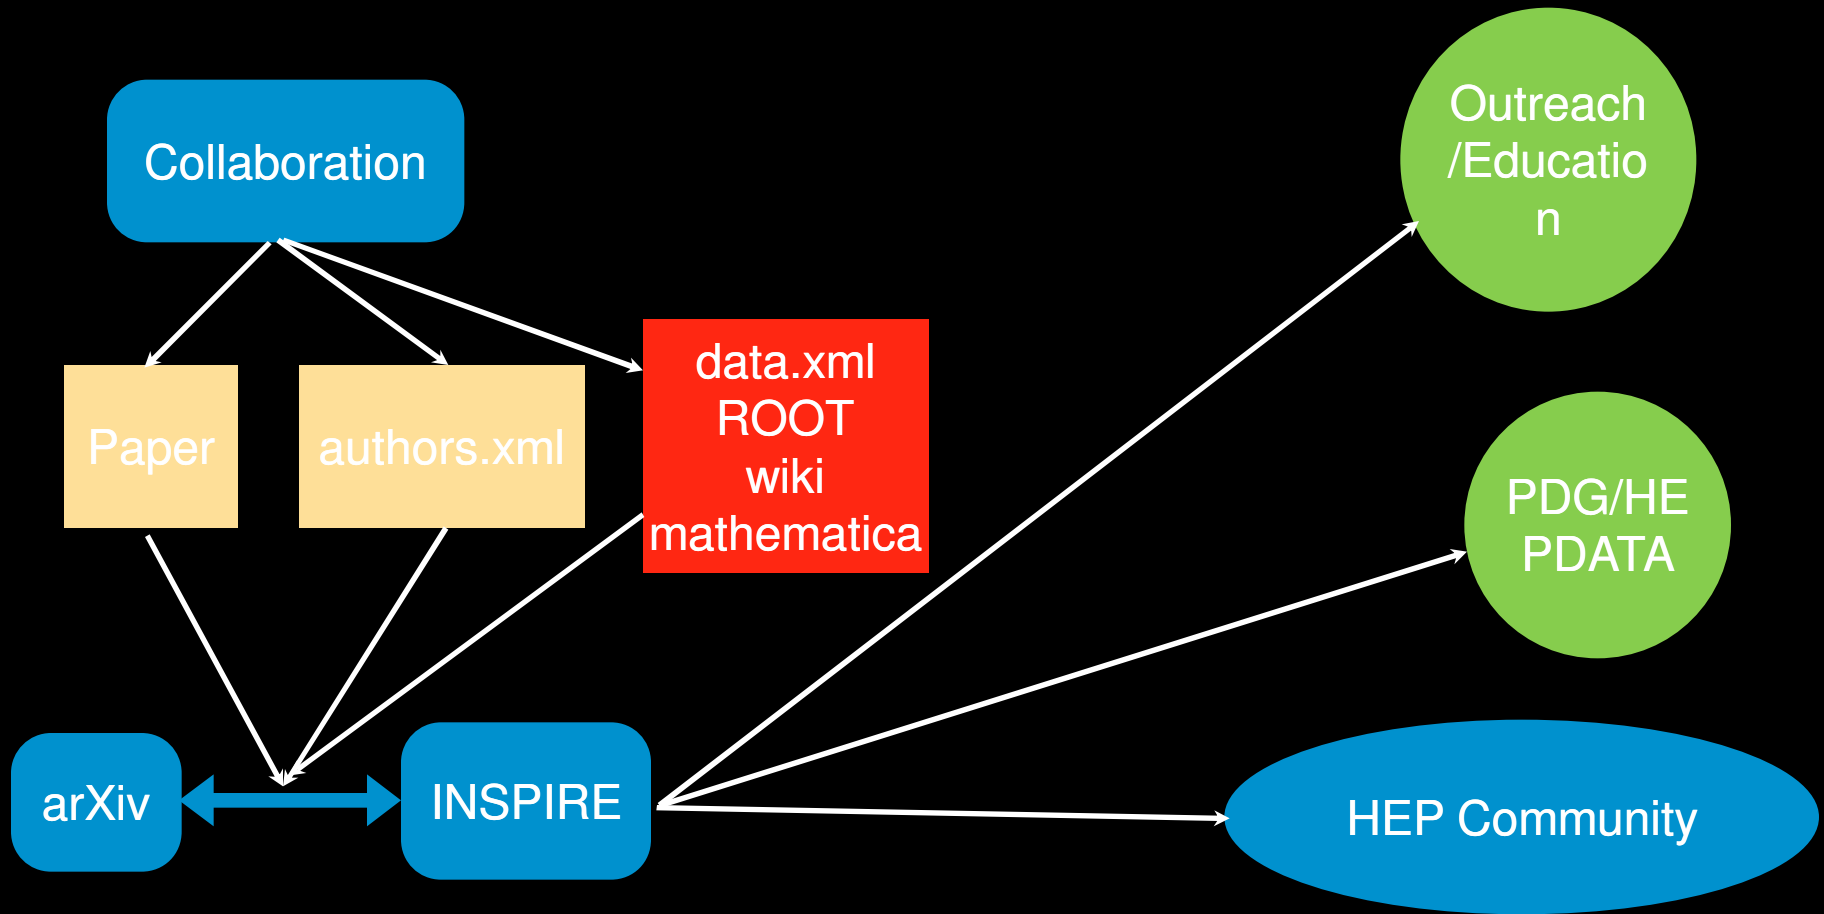 Collaboration
Outreach
/Educatio
n
Paper
authors.xml
data.xml
ROOT
wiki
mathematica
PDG/HE
PDATA
arXiv
INSPIRE
HEP Community